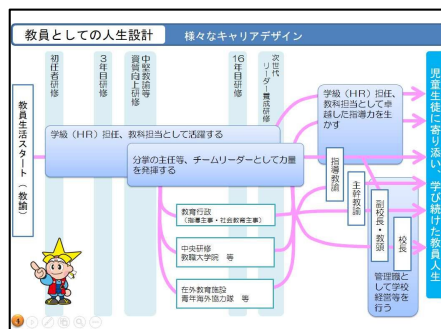 教員としての人生設計　様々なキャリアデザイン
初任者研修
3年目研修
中堅教諭等
資質向上研修
16年目研修
次世代
リーダー養成研修
教員生活スタート（教諭）
学級（HR）担任、教科担当として活躍する
分掌の主任等、チームリーダーとして力量
を発揮する
教育行政
（指導主事・社会教育主事）
中央研修
教職大学院　等
在外教育施設
青年海外協力隊　等
学級（HR）担任、
教科担当として卓
越した指導力を生
かす
指導教諭
主幹教諭
副校長・教頭
校長
管理職と
して学校
経営等を
行う
児童生徒に寄り添い、学び続けた教員人生